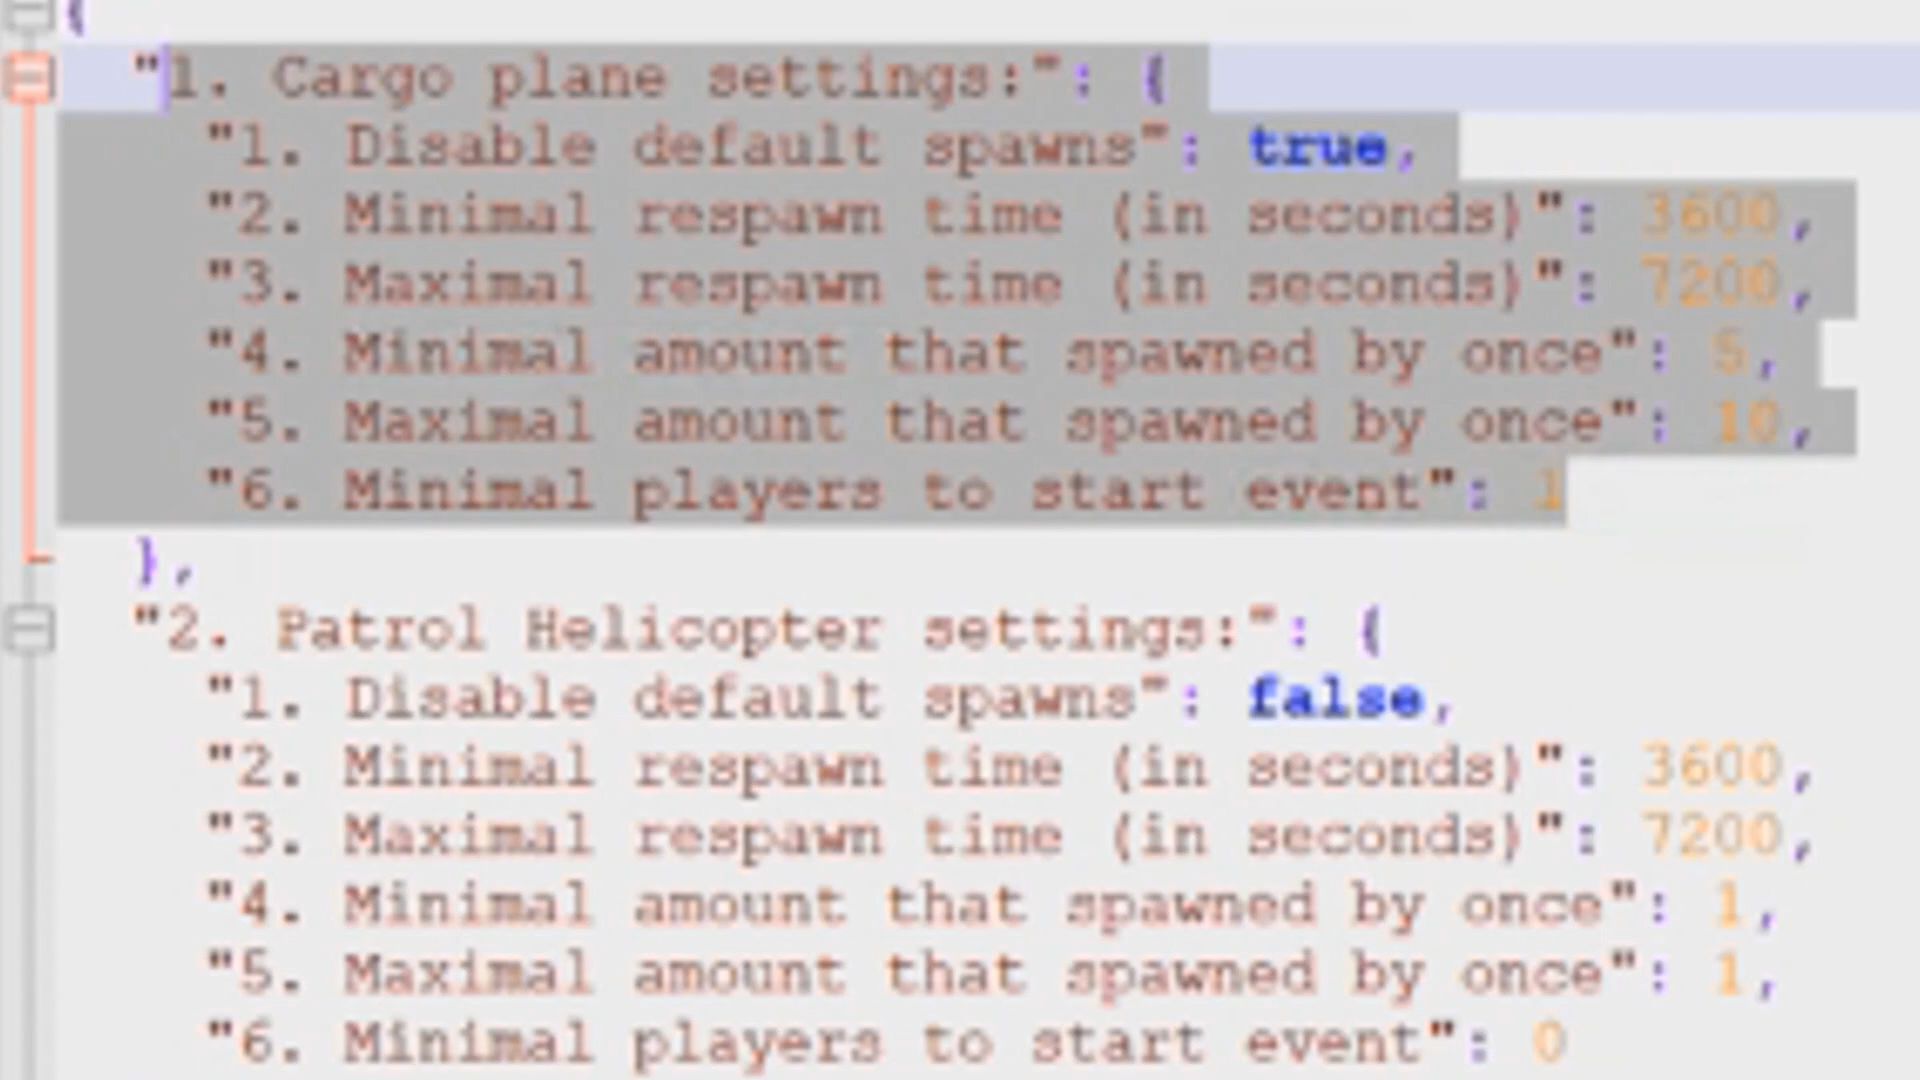 {
"1. Cargo plane settings:": {
"1. Disable default spawns": true,
"2. Minimal respawn time (in seconds)": 3600,
"3. Maximal respawn time (in seconds)": 7200,
"4. Minimal amount that spawned by once": 5,
"5. Maximal amount that spawned by once": 10,
"6. Minimal players to start event": 1
},
"2. Patrol Helicopter settings:": {
"1. Disable default spawns": false,
"2. Minimal respawn time (in seconds)": 3600,
"3. Maximal respawn time (in seconds)": 7200,
"4. Minimal amount that spawned by once": 1,
"5. Maximal amount that spawned by once": 1,
"6. Minimal players to start event": 0